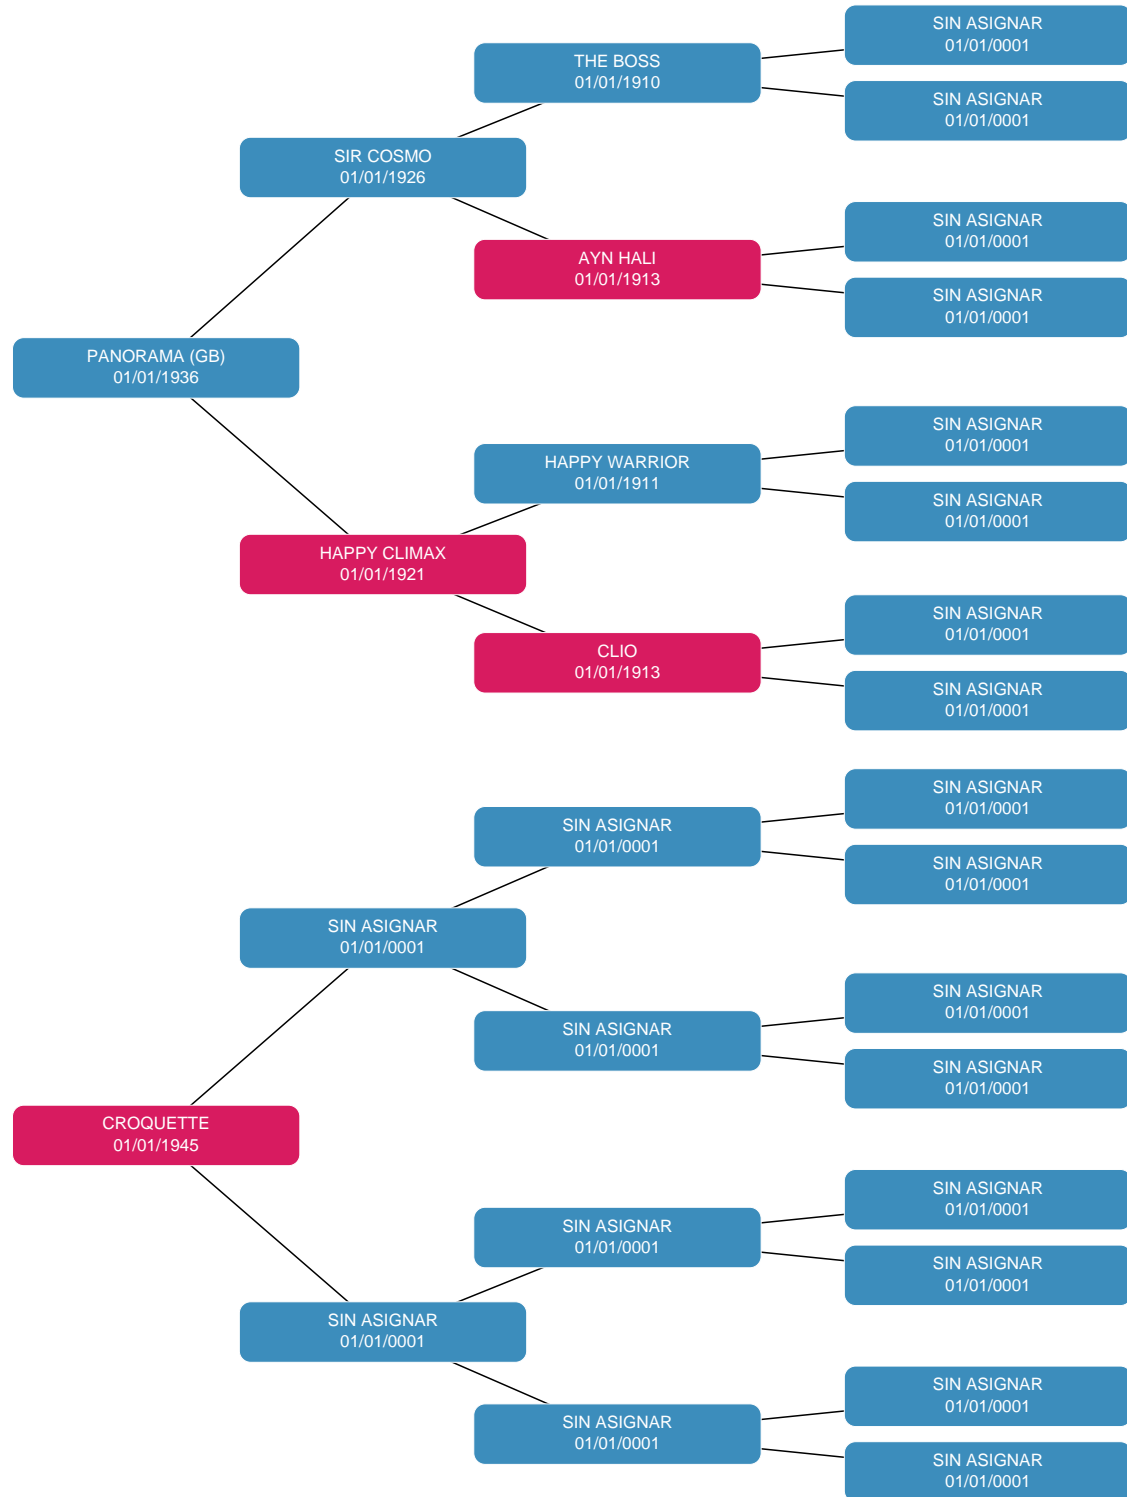 SIN ASIGNAR
01/01/0001
THE BOSS
01/01/1910
SIN ASIGNAR
01/01/0001
SIR COSMO
01/01/1926
SIN ASIGNAR
01/01/0001
AYN HALI
01/01/1913
SIN ASIGNAR
01/01/0001
PANORAMA (GB)
01/01/1936
SIN ASIGNAR
01/01/0001
HAPPY WARRIOR
01/01/1911
SIN ASIGNAR
01/01/0001
HAPPY CLIMAX
01/01/1921
SIN ASIGNAR
01/01/0001
CLIO
01/01/1913
SIN ASIGNAR
01/01/0001
SIN ASIGNAR
01/01/0001
SIN ASIGNAR
01/01/0001
SIN ASIGNAR
01/01/0001
SIN ASIGNAR
01/01/0001
SIN ASIGNAR
01/01/0001
SIN ASIGNAR
01/01/0001
SIN ASIGNAR
01/01/0001
CROQUETTE
01/01/1945
SIN ASIGNAR
01/01/0001
SIN ASIGNAR
01/01/0001
SIN ASIGNAR
01/01/0001
SIN ASIGNAR
01/01/0001
SIN ASIGNAR
01/01/0001
SIN ASIGNAR
01/01/0001
SIN ASIGNAR
01/01/0001